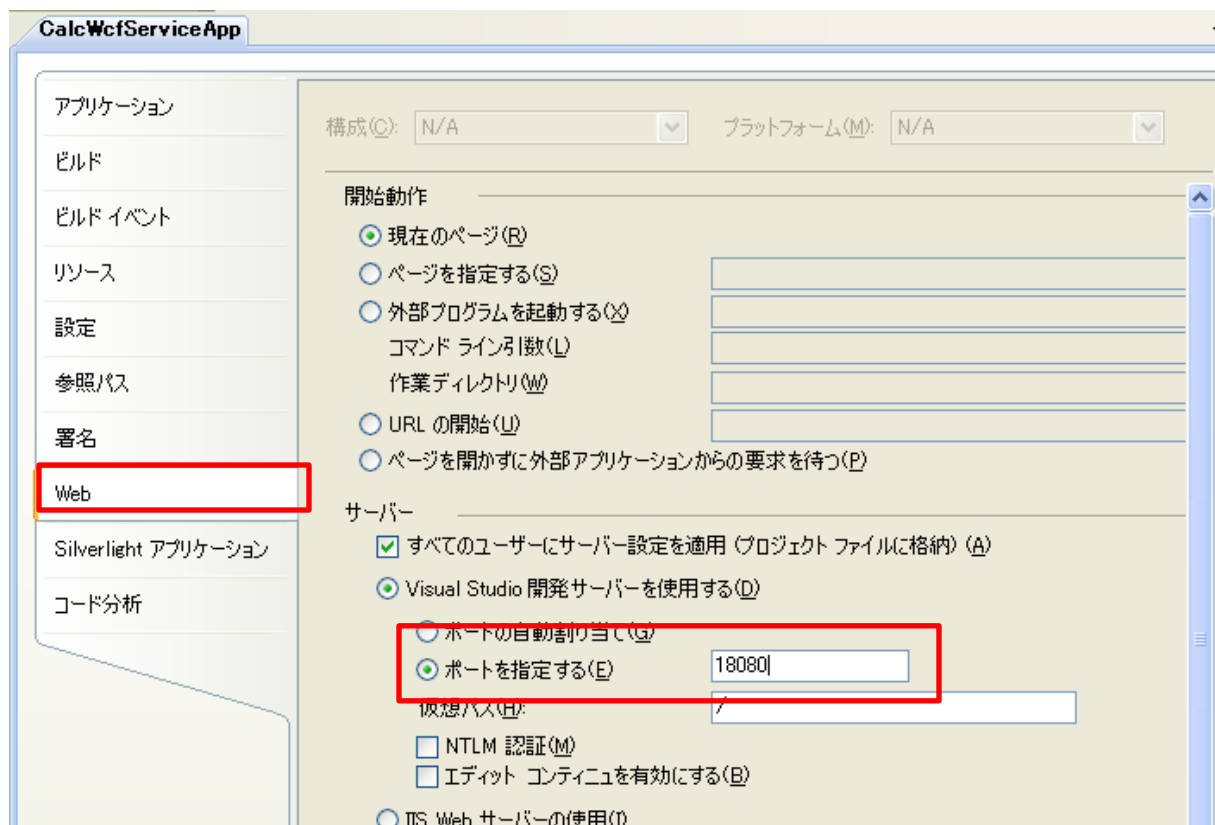 CalcWcfServiceApp
アプリケーション
ビルド
ビルド イベント
リソース
設定
参照パス
署名
Web
Silverlight アプリケーション
コード分析
構成(C): N/A プラットフォーム(M): N/A
開始動作
現在のページ(R)
ページを指定する(S)
外部プログラムを起動する(X)
コマンド ライン引数(L)
作業ディレクトリ(W)
URL の開始(U)
ページを開かずに外部アプリケーションからの要求を待つ(P)
サーバー
すべてのユーザーにサーバー設定を適用 (プロジェクト ファイルに格納) (A)
Visual Studio 開発サーバーを使用する(D)
ポートの自動割り当て(G)
ポートを指定する(E) 18080
仮想パス(H): /
NTLM 認証(M)
エディット コンティニュを有効にする(B)
IIS Web サーバーの使用(I)